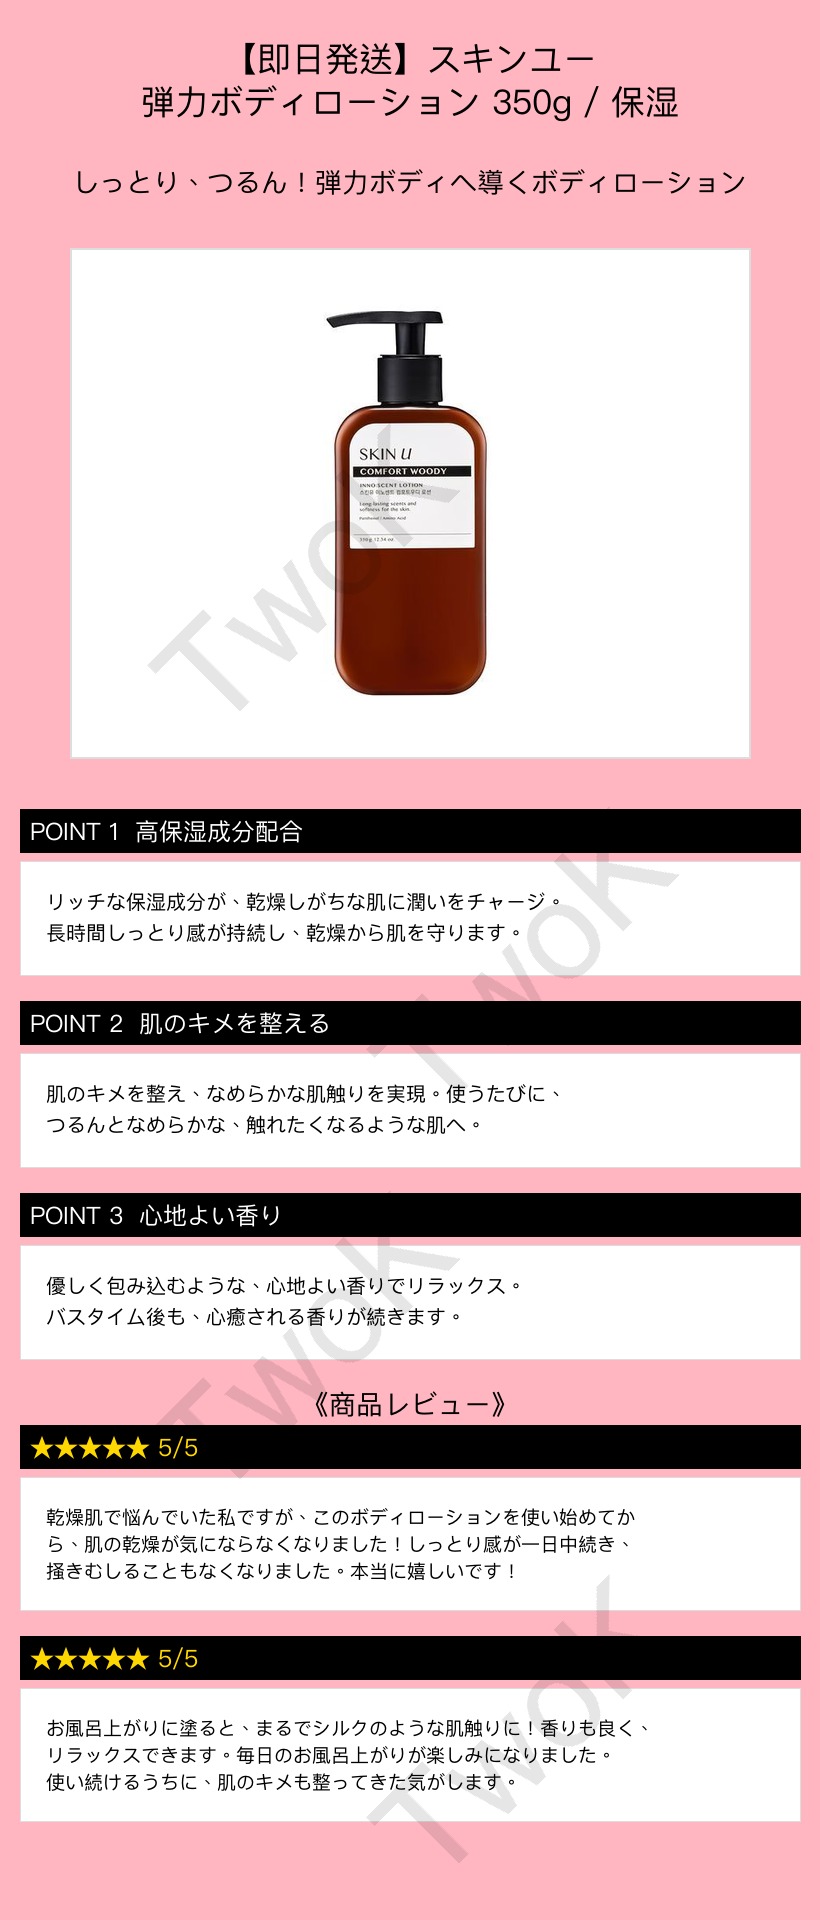 【即日発送】スキンユー
弾力ボディローション 350g / 保湿
しっとり、つるん！弾力ボディへ導くボディローション
SKIN U
COMFORT WOODY
INNO SCENT LOTION
스킨유 이노센트 컴포트우디 로션
Long-lasting scents and
softness for the skin
Panthenol / Amino Acid
350 g 12.34 oz.
TwoK
POINT 1 高保湿成分配合
リッチな保湿成分が、乾燥しがちな肌に潤いをチャージ。
長時間しっとり感が持続し、乾燥から肌を守ります。
TwoK
POINT 2 肌のキメを整える
肌のキメを整え、なめらかな肌触りを実現。使うたびに、
つるんとなめらかな、触れたくなるような肌へ。
POINT 3 心地よい香り
優しく包み込むような、心地よい香りでリラックス。
バスタイム後も、心癒される香りが続きます。
TwoK
《商品レビュー》
★★★★★ 5/5
乾燥肌で悩んでいた私ですが、このボディローションを使い始めてか
ら、肌の乾燥が気にならなくなりました！しっとり感が一日中続き、
掻きむしることもなくなりました。本当に嬉しいです！
★★★★★ 5/5
お風呂上がりに塗ると、まるでシルクのような肌触りに！香りも良く、
リラックスできます。毎日のお風呂上がりが楽しみになりました。
使い続けるうちに、肌のキメも整ってきた気がします。
TwoK